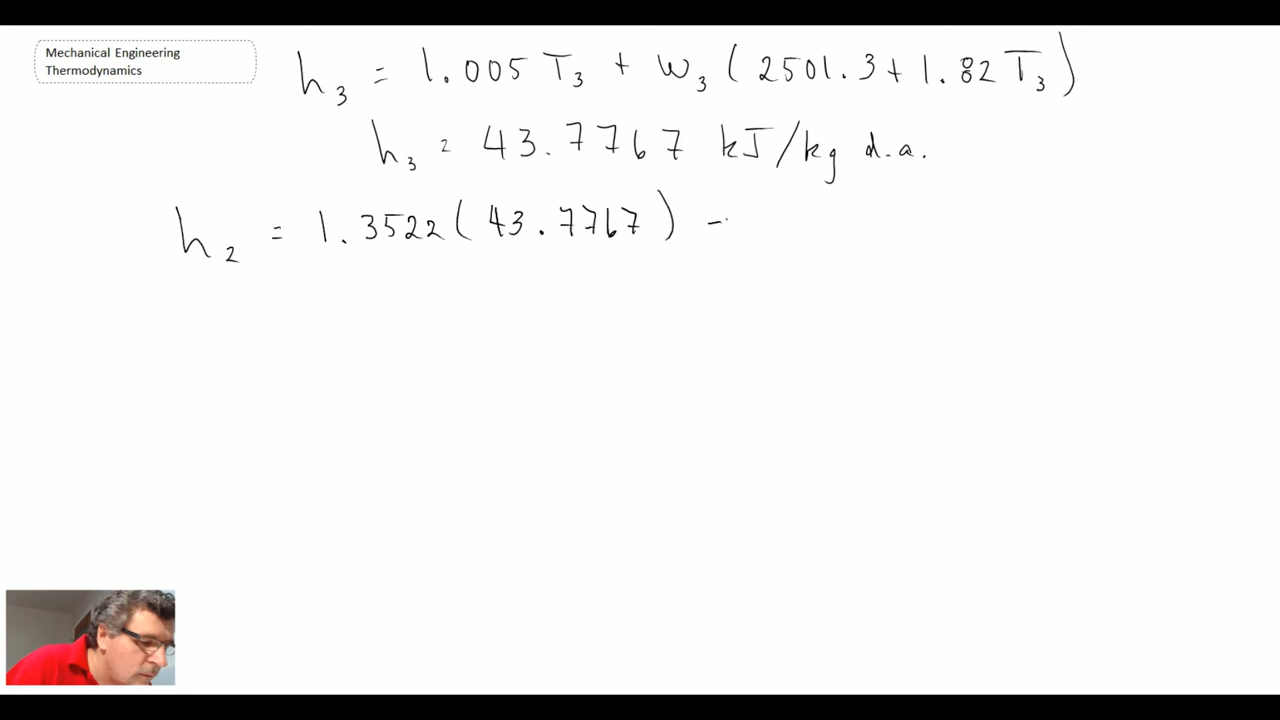 Mechanical Engineering
Thermodynamics
h₃ = 1.005 T₃ + w₃ (2501.3 + 1.82 T₃)
h₃ = 43.7767 kJ/kg d.a.
h₂ = 1.3522 (43.7767) -